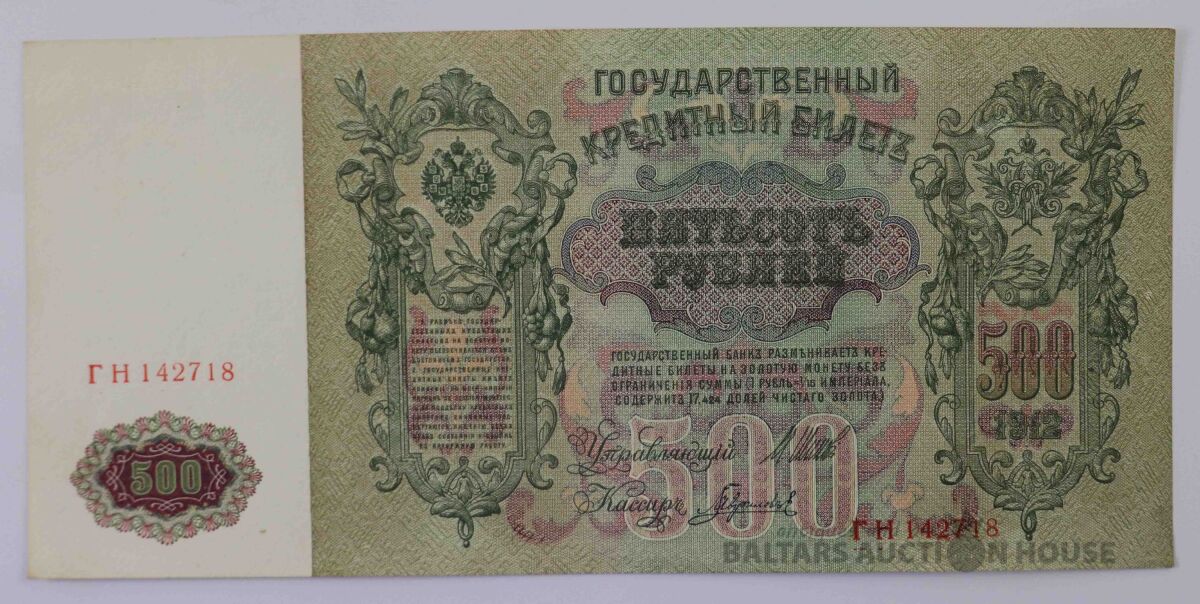 ГОСУДАРСТВЕННЫЙ
КРЕДИТНЫЙ БИЛЕТЪ
ПЯТЬСОТЪ
РУБЛЕЙ
ГОСУДАРСТВЕННЫЙ БАНКЪ РАЗМѢНИВАЕТЪ КРЕ-
ДИТНЫЕ БИЛЕТЫ НА ЗОЛОТУЮ МОНЕТУ БЕЗЪ
ОГРАНИЧЕНІЯ СУММЫ (1 РУБЛЬ=1/15 ИМПЕРІАЛА,
СОДЕРЖИТЪ 17,424 ДОЛЕЙ ЧИСТАГО ЗОЛОТА.)
500
1912
500
Управляющій
Кассиръ
ГН 142718
500
ГН 142718
BALTARS AUCTION HOUSE